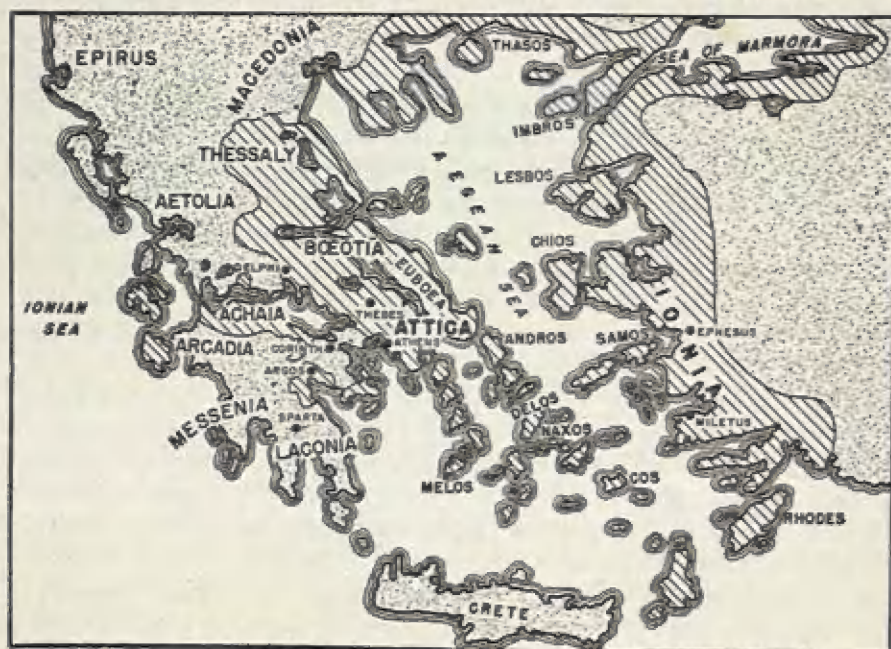 EPIRUS
MACEDONIA
THASOS
SEA OF MARMORA
IMBROS
THESSALY
AEGEAN SEA
LESBOS
AETOLIA
BŒOTIA
CHIOS
DELPHI
EUBOEA
IONIAN
SEA
ACHAIA
THEBES
ATTICA
IONIA
EPHESUS
ARCADIA
CORINTH
ATHENS
ANDROS
SAMOS
ARGOS
MESSENIA
SPARTA
DELOS
LACONIA
NAXOS
MILETUS
MELOS
COS
RHODES
CRETE